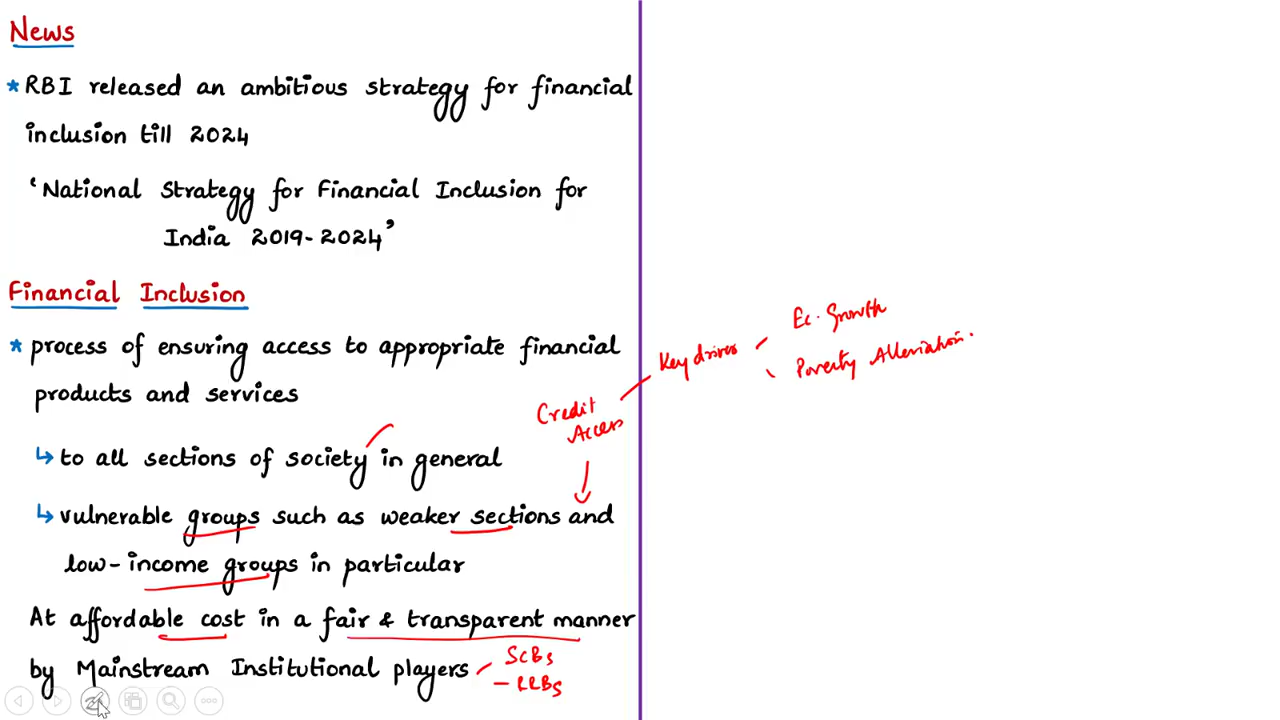 News
* RBI released an ambitious strategy for financial
inclusion till 2024
'National Strategy for Financial Inclusion for
India 2019-2024'
Financial Inclusion
* process of ensuring access to appropriate financial
products and services
↳ to all sections of society in general
↳ vulnerable groups such as weaker sections and
low-income groups in particular
At affordable cost in a fair & transparent manner
by Mainstream Institutional players
SCBs
- RRBs
Credit
Access
Key driver
Ec. Growth
Poverty Alleviation.